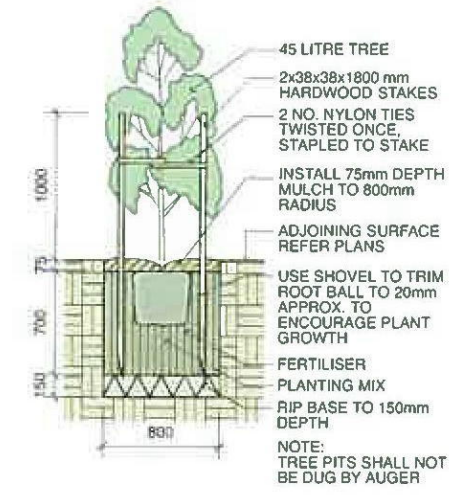 45 LITRE TREE
2x38x38x1800 mm
HARDWOOD STAKES
2 NO. NYLON TIES
TWISTED ONCE,
STAPLED TO STAKE
INSTALL 75mm DEPTH
MULCH TO 800mm
RADIUS
ADJOINING SURFACE
REFER PLANS
USE SHOVEL TO TRIM
ROOT BALL TO 20mm
APPROX. TO
ENCOURAGE PLANT
GROWTH
FERTILISER
PLANTING MIX
RIP BASE TO 150mm
DEPTH
NOTE:
TREE PITS SHALL NOT
BE DUG BY AUGER
1000
75
700
150
800